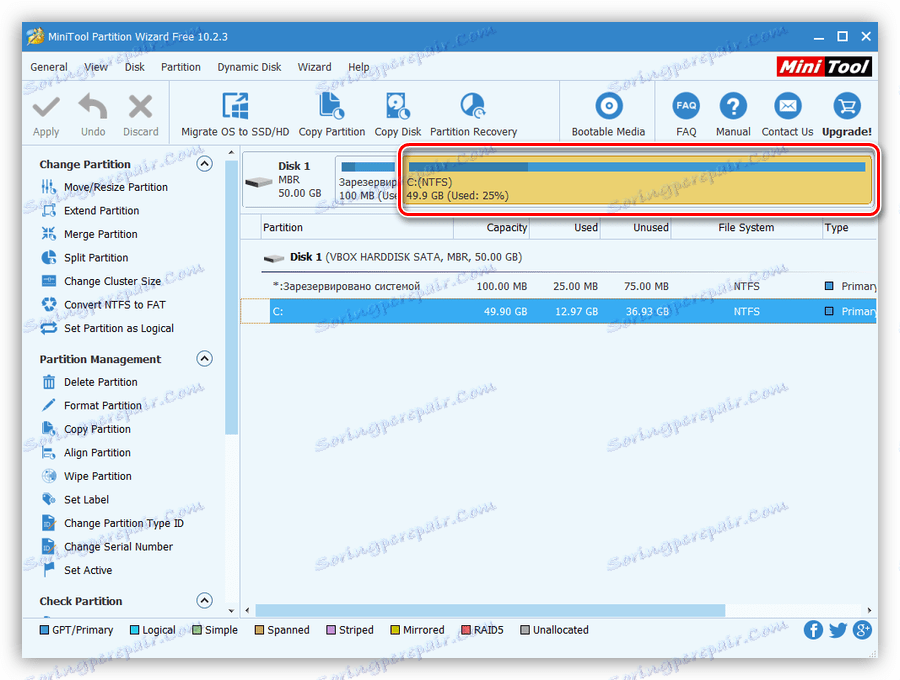 MiniTool Partition Wizard Free 10.2.3
General View Disk Partition Dynamic Disk Wizard Help
Mini Tool
Apply Undo Discard Migrate OS to SSD/HD Copy Partition Copy Disk Partition Recovery Bootable Media FAQ Manual Contact Us Upgrade!
FAQ
Change Partition
Move/Resize Partition
Extend Partition
Merge Partition
Split Partition
Change Cluster Size
Convert NTFS to FAT
Set Partition as Logical
Partition Management
Delete Partition
Format Partition
Copy Partition
Align Partition
Wipe Partition
Set Label
Change Partition Type ID
Change Serial Number
Set Active
Check Partition
Disk 1
MBR
50.00 GB
Зарезервир
100 MB (Use
C:(NTFS)
49.9 GB (Used: 25%)
Partition Capacity Used Unused File System Type
Disk 1 (VBOX HARDDISK SATA, MBR, 50.00 GB)
*:Зарезервировано системой 100.00 MB 25.00 MB 75.00 MB NTFS Primary
C: 49.90 GB 12.97 GB 36.93 GB NTFS Primary
GPT/Primary Logical Simple Spanned Striped Mirrored RAID5 Unallocated
Soringpcrepair.com